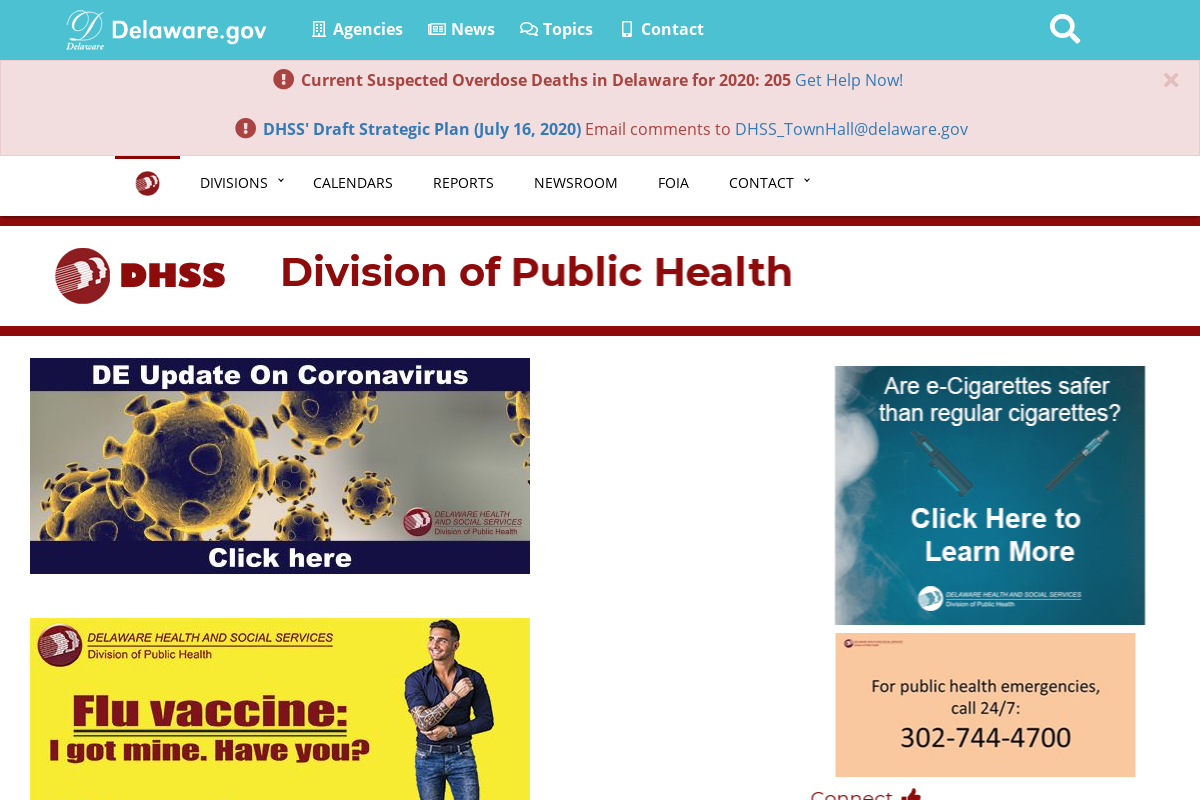 Delaware
Delaware.gov
Agencies
News
Topics
Contact
Current Suspected Overdose Deaths in Delaware for 2020: 205 Get Help Now!
×
DHSS' Draft Strategic Plan (July 16, 2020) Email comments to DHSS_TownHall@delaware.gov
DIVISIONS
CALENDARS
REPORTS
NEWSROOM
FOIA
CONTACT
DHSS
Division of Public Health
DE Update On Coronavirus
DELAWARE HEALTH
AND SOCIAL SERVICES
Division of Public Health
Click here
DELAWARE HEALTH AND SOCIAL SERVICES
Division of Public Health
Flu vaccine:
I got mine. Have you?
Are e-Cigarettes safer
than regular cigarettes?
Click Here to
Learn More
DELAWARE HEALTH AND SOCIAL SERVICES
Division of Public Health
For public health emergencies,
call 24/7:
302-744-4700
Connect